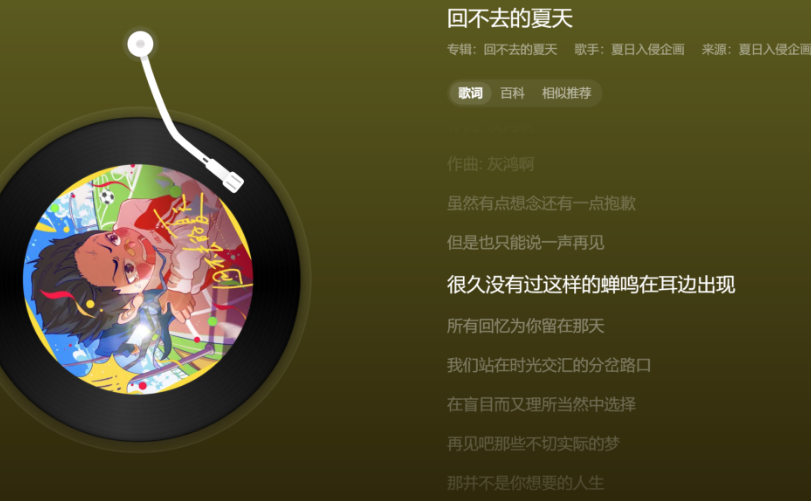 回不去的夏天
专辑：回不去的夏天 歌手：夏日入侵企画 来源：夏日入侵企画
歌词 百科 相似推荐
作曲: 灰鸿啊
虽然有点想念还有一点抱歉
但是也只能说一声再见
很久没有过这样的蝉鸣在耳边出现
所有回忆为你留在那天
我们站在时光交汇的分岔路口
在盲目而又理所当然中选择
再见吧那些不切实际的梦
那并不是你想要的人生
回不去的夏天